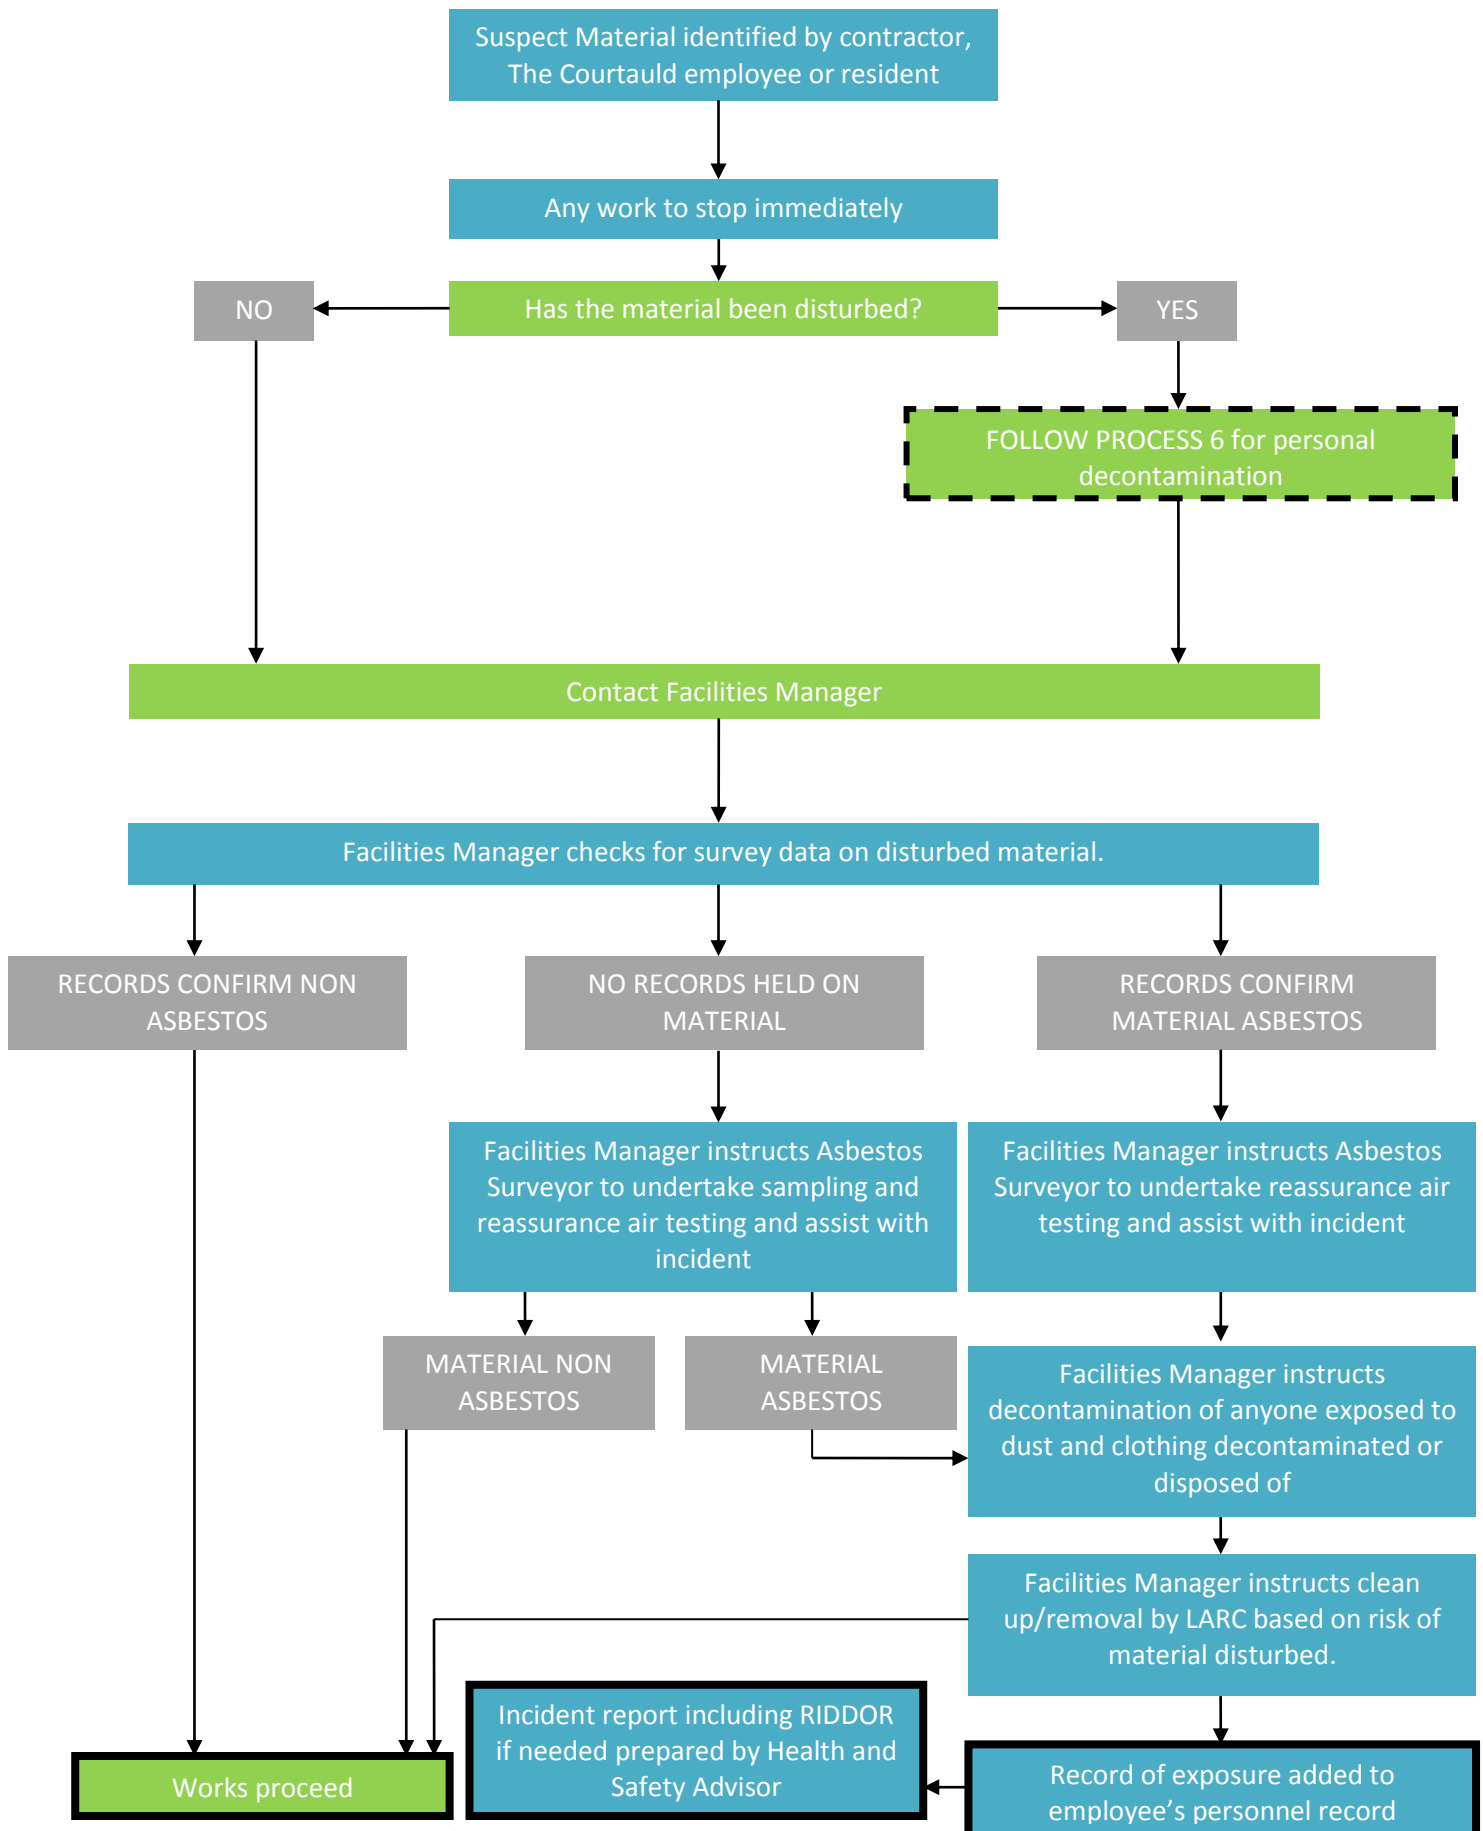 Suspect Material identified by contractor,
The Courtauld employee or resident
Any work to stop immediately
NO
Has the material been disturbed?
YES
FOLLOW PROCESS 6 for personal
decontamination
Contact Facilities Manager
Facilities Manager checks for survey data on disturbed material.
RECORDS CONFIRM NON
ASBESTOS
NO RECORDS HELD ON
MATERIAL
RECORDS CONFIRM
MATERIAL ASBESTOS
Facilities Manager instructs Asbestos
Surveyor to undertake sampling and
reassurance air testing and assist with
incident
Facilities Manager instructs Asbestos
Surveyor to undertake reassurance air
testing and assist with incident
MATERIAL NON
ASBESTOS
MATERIAL
ASBESTOS
Facilities Manager instructs
decontamination of anyone exposed to
dust and clothing decontaminated or
disposed of
Facilities Manager instructs clean
up/removal by LARC based on risk of
material disturbed.
Incident report including RIDDOR
if needed prepared by Health and
Safety Advisor
Works proceed
Record of exposure added to
employee's personnel record